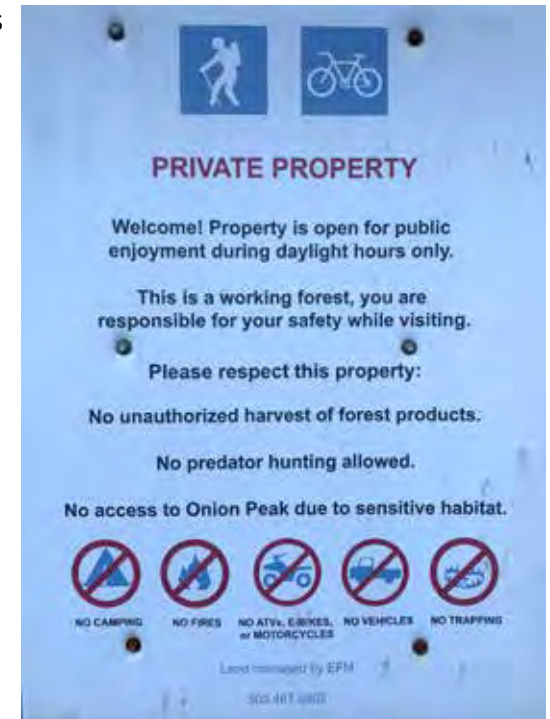 s
PRIVATE PROPERTY
Welcome! Property is open for public
enjoyment during daylight hours only.
This is a working forest, you are
responsible for your safety while visiting.
Please respect this property:
No unauthorized harvest of forest products.
No predator hunting allowed.
No access to Onion Peak due to sensitive habitat.
NO CAMPING NO FIRES NO ATVs, E-BIKES, NO VEHICLES NO TRAPPING
or MOTORCYCLES
Land managed by EFM